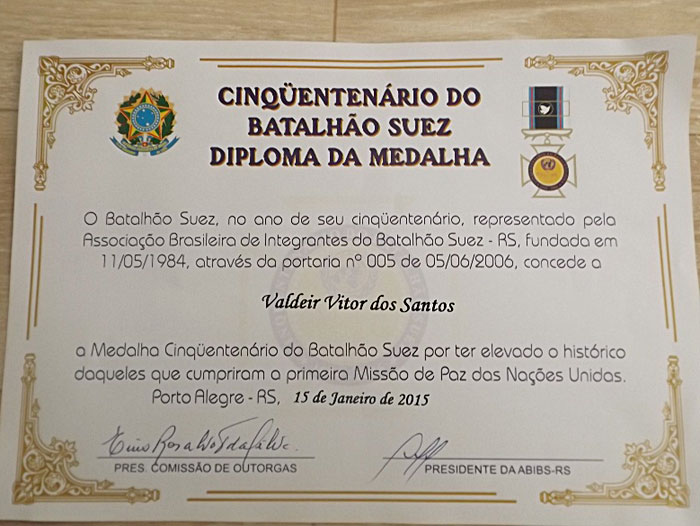 CINQÜENTENÁRIO DO
BATALHÃO SUEZ
DIPLOMA DA MEDALHA
O Batalhão Suez, no ano de seu cinqüentenário, representado pela
Associação Brasileira de Integrantes do Batalhão Suez - RS, fundada em
11/05/1984, através da portaria nº 005 de 05/06/2006, concede a
Valdeir Vitor dos Santos
a Medalha Cinqüentenário do Batalhão Suez por ter elevado o histórico
daqueles que cumpriram a primeira Missão de Paz das Nações Unidas.
Porto Alegre - RS, 15 de Janeiro de 2015
PRES. COMISSÃO DE OUTORGAS
PRESIDENTE DA ABIBS-RS